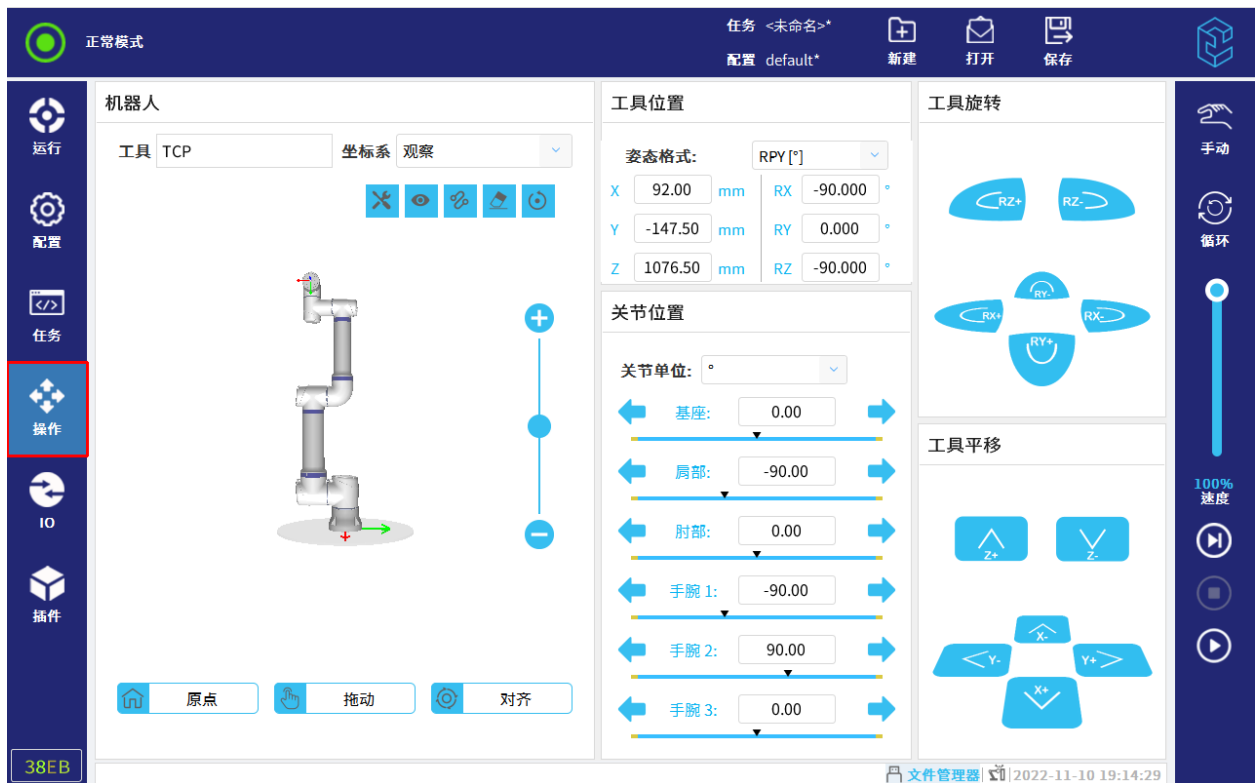 正常模式
任务 <未命名>*
配置 default*
新建
打开
保存
运行
配置
任务
操作
IO
插件
38EB
机器人
工具 TCP 坐标系 观察
原点
拖动
对齐
工具位置
姿态格式: RPY [°]
X 92.00 mm RX -90.000 °
Y -147.50 mm RY 0.000 °
Z 1076.50 mm RZ -90.000 °
关节位置
关节单位: °
基座: 0.00
肩部: -90.00
肘部: 0.00
手腕 1: -90.00
手腕 2: 90.00
手腕 3: 0.00
工具旋转
RZ+ RZ-
RY-
RX+ RX-
RY+
工具平移
Z+ Z-
X-
Y- Y+
X+
手动
循环
100%
速度
文件管理器 2022-11-10 19:14:29